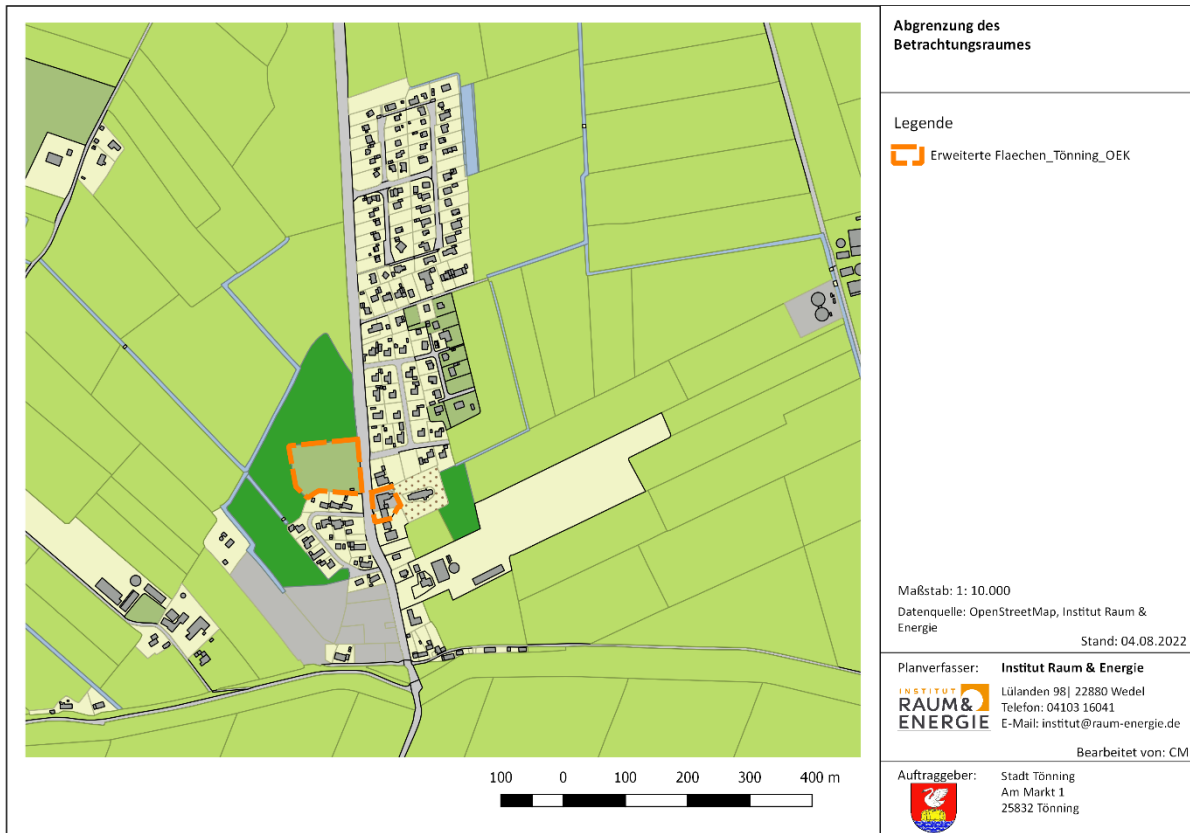 Abgrenzung des
Betrachtungsraumes
Legende
Erweiterte Flaechen_Tönning_OEK
Maßstab: 1: 10.000
Datenquelle: OpenStreetMap, Institut Raum &
Energie
Stand: 04.08.2022
Planverfasser: Institut Raum & Energie
INSTITUT
RAUM&
ENERGIE
Lülanden 98| 22880 Wedel
Telefon: 04103 16041
E-Mail: institut@raum-energie.de
Bearbeitet von: CM
Auftraggeber: Stadt Tönning
Am Markt 1
25832 Tönning
100 0 100 200 300 400 m